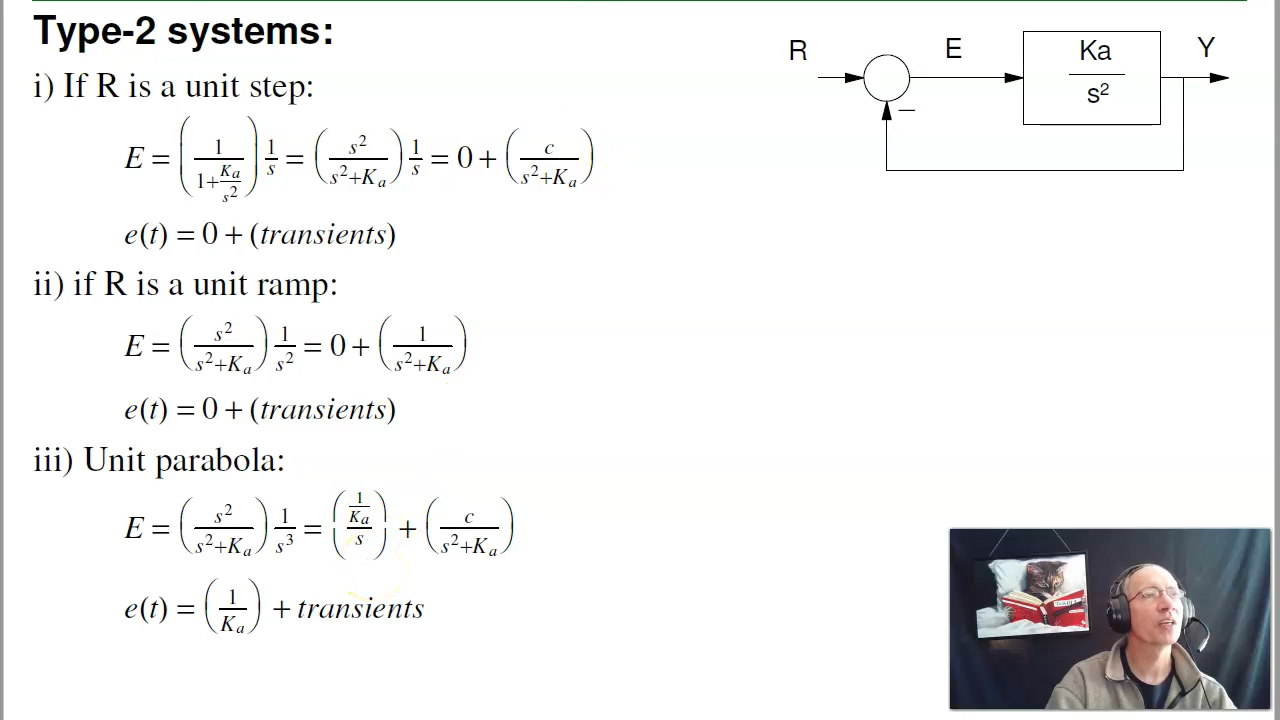 Type-2 systems:
R E Ka/s² Y
−
i) If R is a unit step:
E = (1/(1+Ka/s²)) 1/s = (s²/(s²+Kₐ)) 1/s = 0 + (c/(s²+Kₐ))
e(t) = 0 + (transients)
ii) if R is a unit ramp:
E = (s²/(s²+Kₐ)) 1/s² = 0 + (1/(s²+Kₐ))
e(t) = 0 + (transients)
iii) Unit parabola:
E = (s²/(s²+Kₐ)) 1/s³ = ((1/Ka)/s) + (c/(s²+Kₐ))
e(t) = (1/Kₐ) + transients